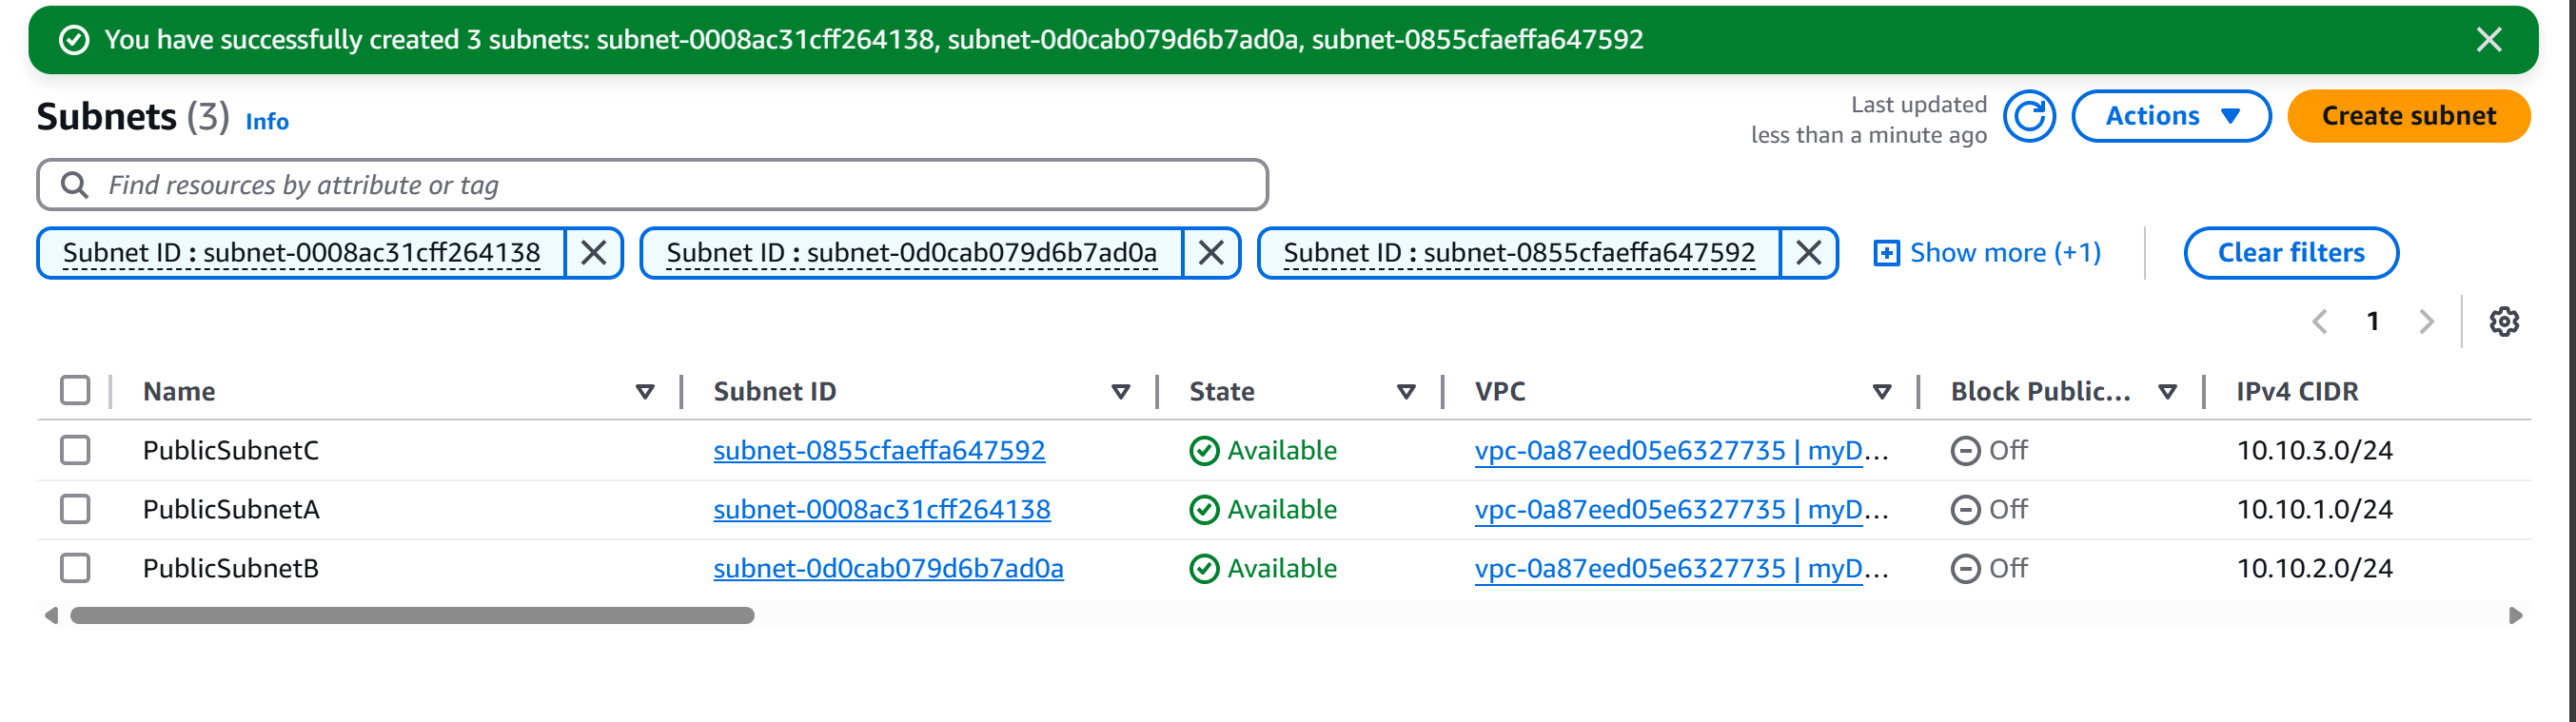 You have successfully created 3 subnets: subnet-0008ac31cff264138, subnet-0d0cab079d6b7ad0a, subnet-0855cfaeffa647592
Subnets (3) Info
Last updated
less than a minute ago
Actions
Create subnet
Find resources by attribute or tag
Subnet ID : subnet-0008ac31cff264138 Subnet ID : subnet-0d0cab079d6b7ad0a Subnet ID : subnet-0855cfaeffa647592 Show more (+1) Clear filters
1
Name Subnet ID State VPC Block Public... IPv4 CIDR
PublicSubnetC subnet-0855cfaeffa647592 Available vpc-0a87eed05e6327735 | myD... Off 10.10.3.0/24
PublicSubnetA subnet-0008ac31cff264138 Available vpc-0a87eed05e6327735 | myD... Off 10.10.1.0/24
PublicSubnetB subnet-0d0cab079d6b7ad0a Available vpc-0a87eed05e6327735 | myD... Off 10.10.2.0/24